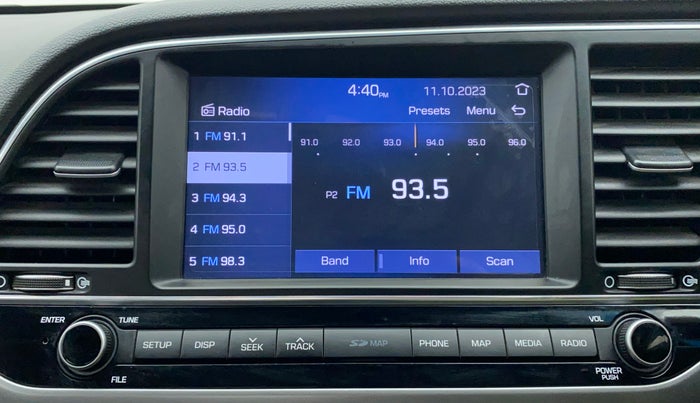 4:40PM 11.10.2023
Radio Presets Menu
1 FM 91.1
2 FM 93.5
3 FM 94.3
4 FM 95.0
5 FM 98.3
91.0 92.0 93.0 94.0 95.0 96.0
P2 FM 93.5
Band Info Scan
ENTER TUNE
FILE
SETUP DISP SEEK TRACK SD MAP PHONE MAP MEDIA RADIO
VOL
POWER
PUSH